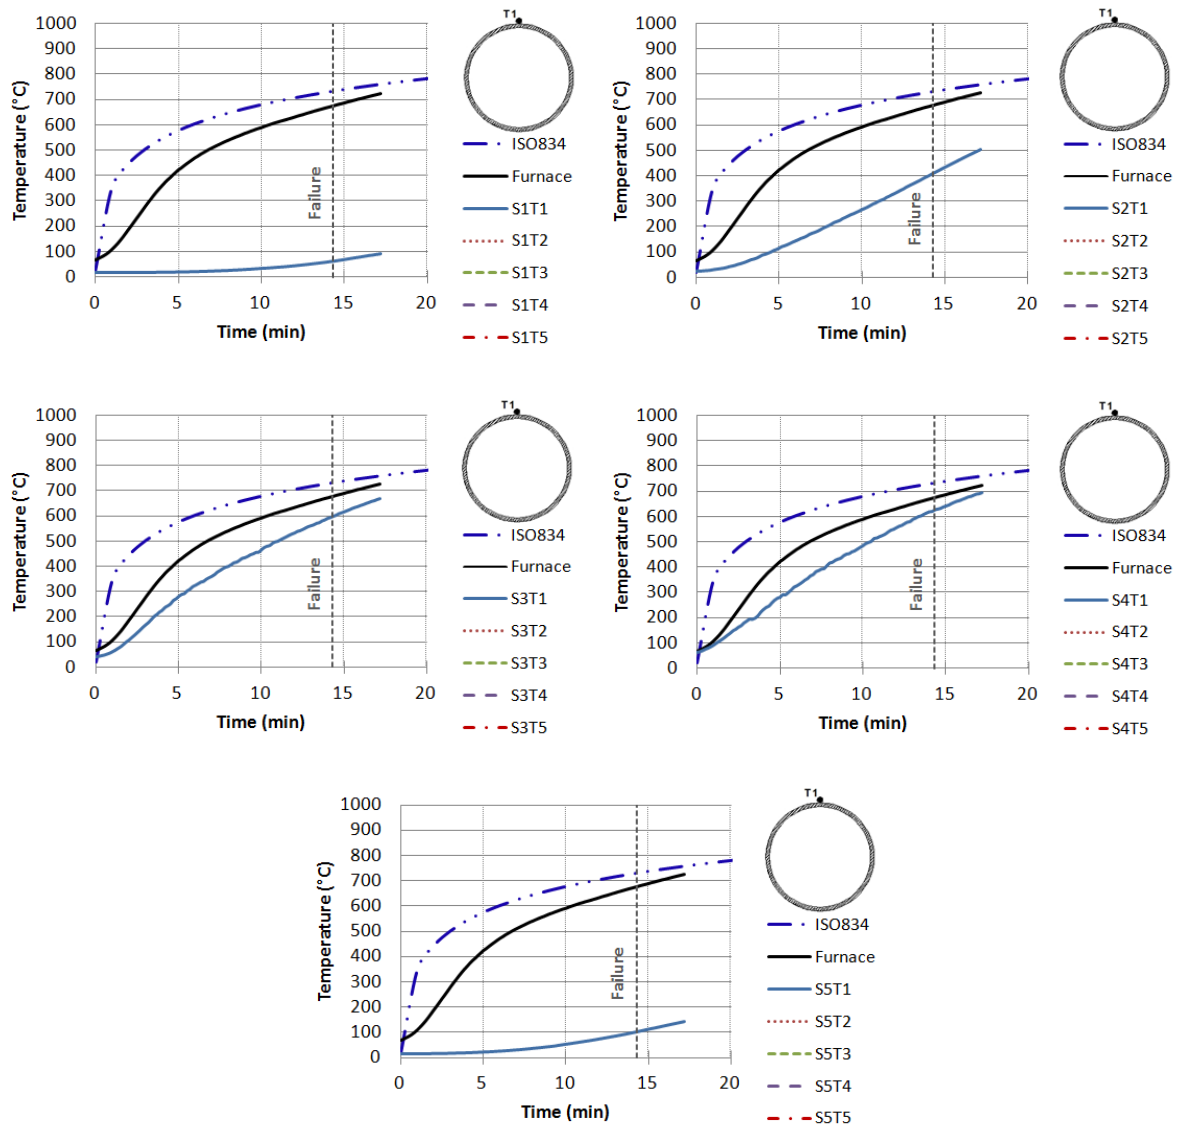 T1
1000
900
800
700
600
500
400
300
200
100
0
Temperature (°C)
Failure
0 5 10 15 20
Time (min)
ISO834
Furnace
S1T1
S1T2
S1T3
S1T4
S1T5
T1
1000
900
800
700
600
500
400
300
200
100
0
Temperature (°C)
Failure
0 5 10 15 20
Time (min)
ISO834
Furnace
S2T1
S2T2
S2T3
S2T4
S2T5
T1
1000
900
800
700
600
500
400
300
200
100
0
Temperature (°C)
Failure
0 5 10 15 20
Time (min)
ISO834
Furnace
S3T1
S3T2
S3T3
S3T4
S3T5
T1
1000
900
800
700
600
500
400
300
200
100
0
Temperature (°C)
Failure
0 5 10 15 20
Time (min)
ISO834
Furnace
S4T1
S4T2
S4T3
S4T4
S4T5
T1
1000
900
800
700
600
500
400
300
200
100
0
Temperature (°C)
Failure
0 5 10 15 20
Time (min)
ISO834
Furnace
S5T1
S5T2
S5T3
S5T4
S5T5